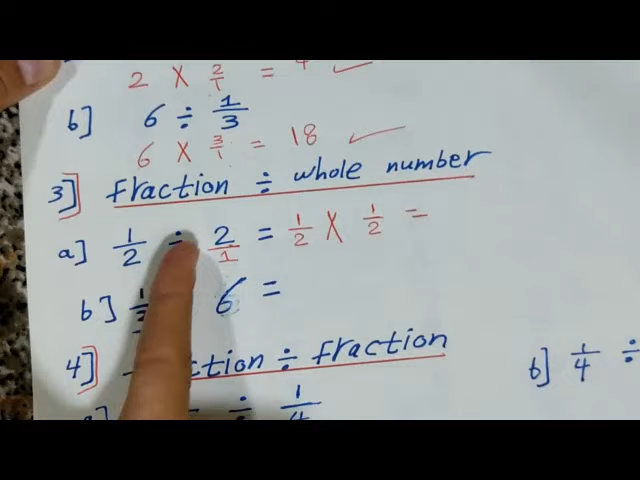 2 × 2/1 = 4 ✓
b] 6 ÷ 1/3
6 × 3/1 = 18 ✓
3] Fraction ÷ whole number
a] 1/2 ÷ 2/1 = 1/2 × 1/2 =
b] 6 =
4] ction ÷ fraction
b] 1/4 ÷
÷ 1/4